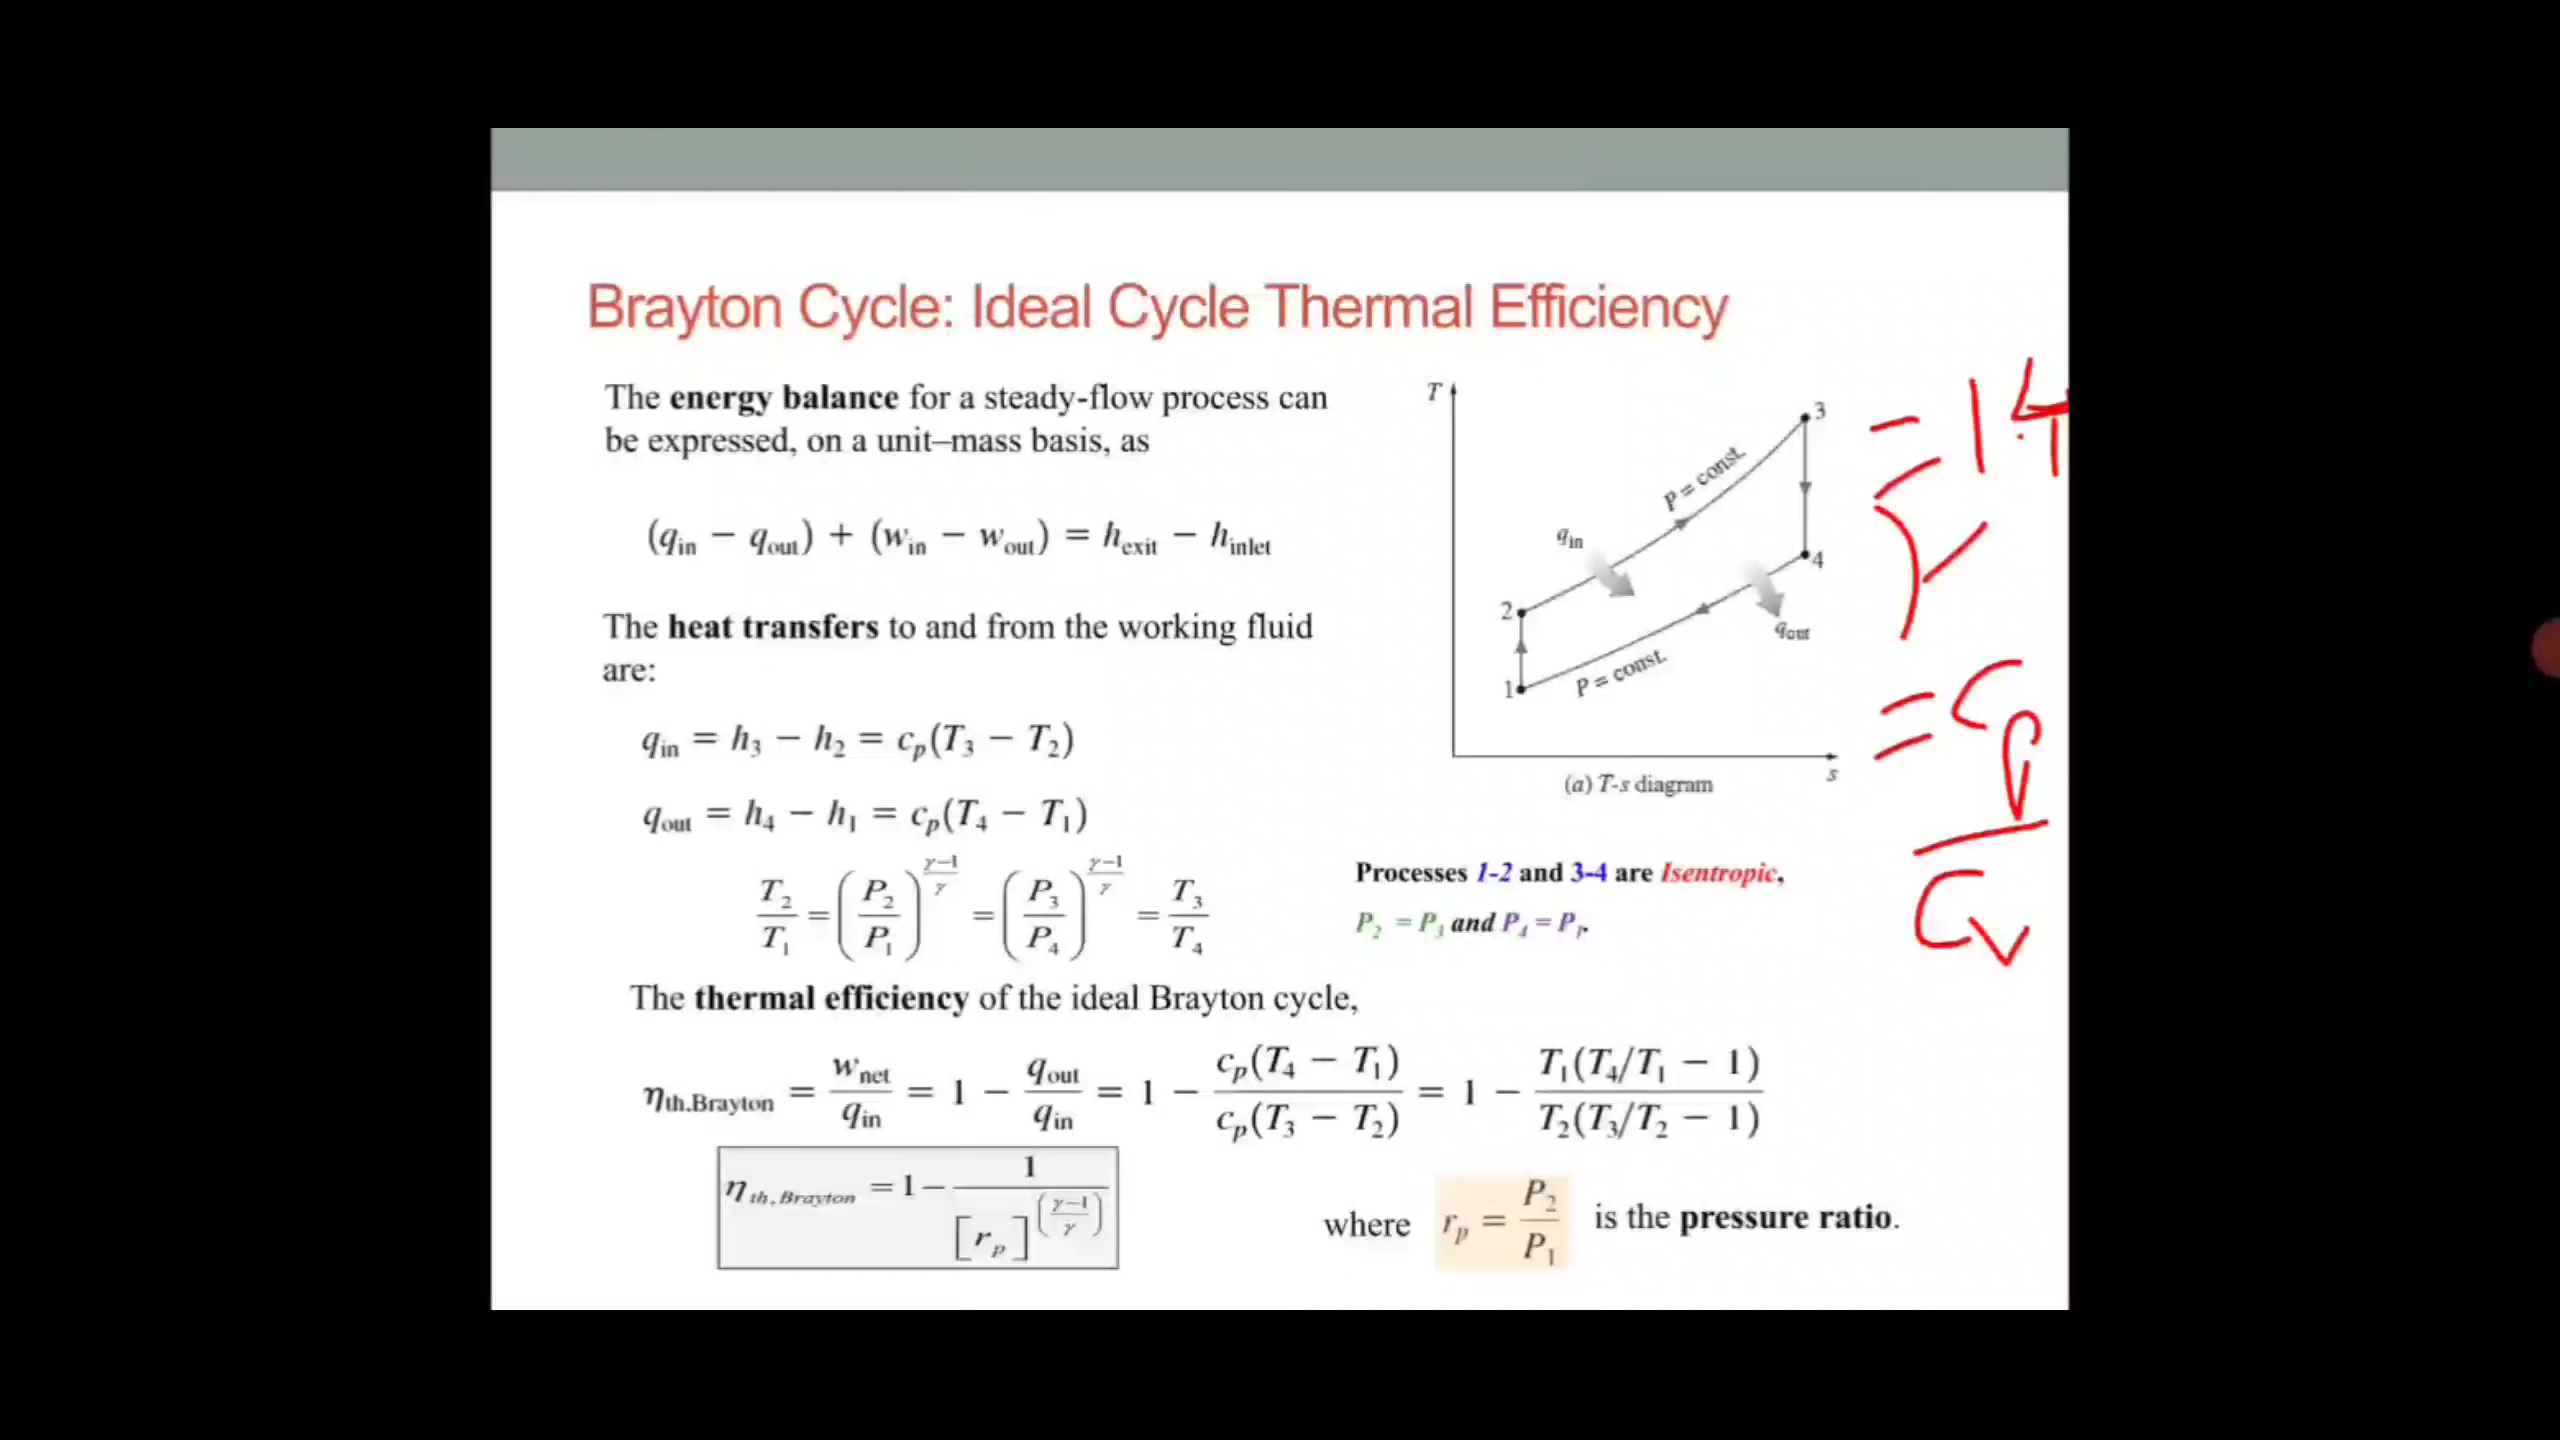 Brayton Cycle: Ideal Cycle Thermal Efficiency
The energy balance for a steady-flow process can
be expressed, on a unit–mass basis, as
(q_in − q_out) + (w_in − w_out) = h_exit − h_inlet
The heat transfers to and from the working fluid
are:
q_in = h_3 − h_2 = c_p(T_3 − T_2)
q_out = h_4 − h_1 = c_p(T_4 − T_1)
T_2/T_1 = (P_2/P_1)^((γ−1)/γ) = (P_3/P_4)^((γ−1)/γ) = T_3/T_4
T
3
P = const.
q_in
4
2
q_out
P = const.
1
s
(a) T-s diagram
= 1.4
γ
= Cp
Cv
Processes 1-2 and 3-4 are Isentropic,
P_2 = P_3 and P_4 = P_1.
The thermal efficiency of the ideal Brayton cycle,
η_th,Brayton = w_net/q_in = 1 − q_out/q_in = 1 − c_p(T_4 − T_1)/c_p(T_3 − T_2) = 1 − T_1(T_4/T_1 − 1)/T_2(T_3/T_2 − 1)
η_th,Brayton = 1 − 1/[r_p]^((γ−1)/γ)
where r_p = P_2/P_1 is the pressure ratio.